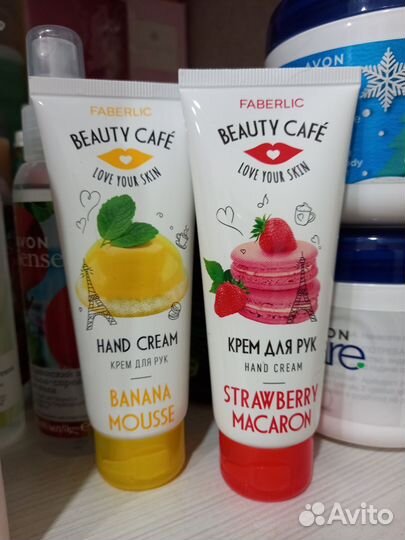 FABERLIC
BEAUTY CAFÉ
LOVE YOUR SKIN
HAND CREAM
КРЕМ ДЛЯ РУК
BANANA
MOUSSE
FABERLIC
BEAUTY CAFÉ
LOVE YOUR SKIN
КРЕМ ДЛЯ РУК
HAND CREAM
STRAWBERRY
MACARON
AVON
VON
Avito